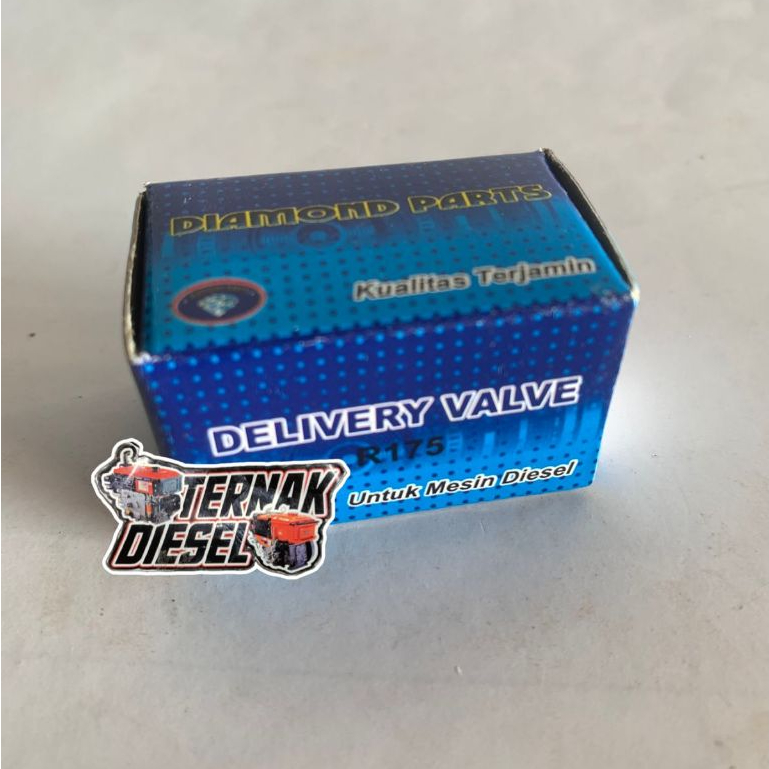 DIAMOND PARTS
Kualitas Terjamin
DELIVERY VALVE
R175
Untuk Mesin Diesel
TERNAK
DIESEL